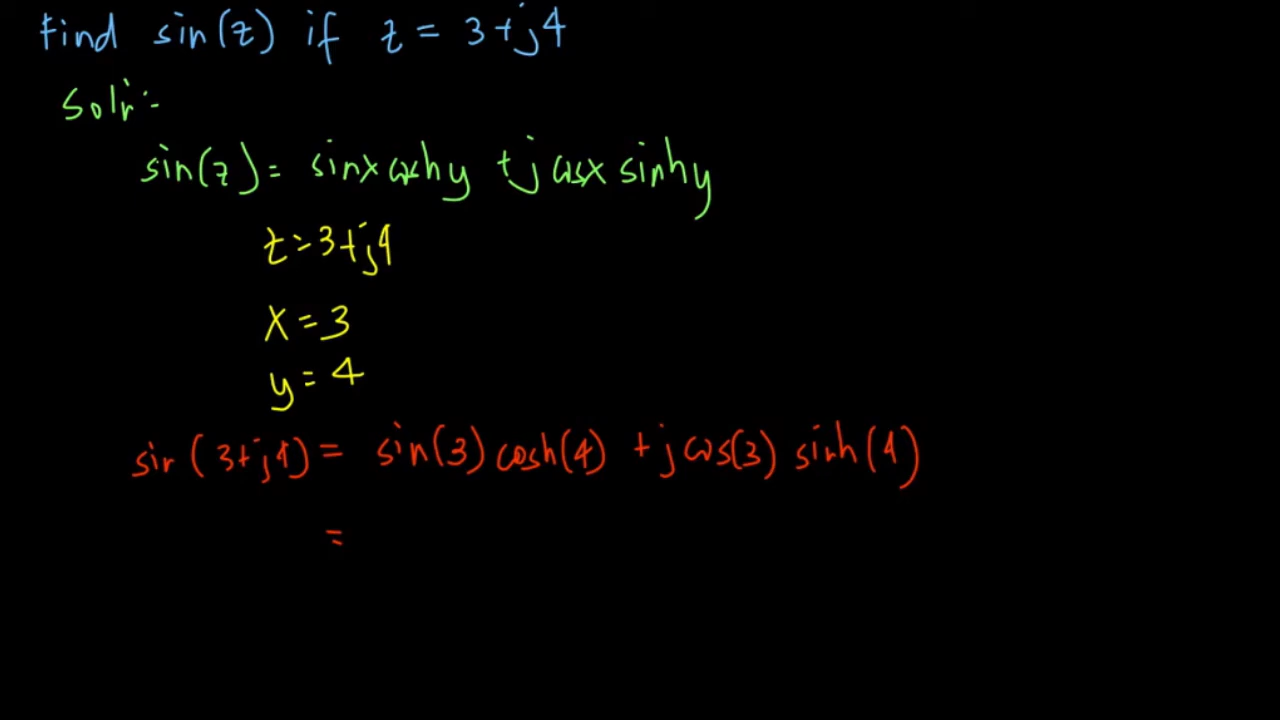 Find sin(z) if z = 3+j4
Soln:
sin(z) = sinx coshy + j cosx sinhy
z = 3+j4
x = 3
y = 4
sin(3+j4) = sin(3) cosh(4) + j cos(3) sinh(4)
=